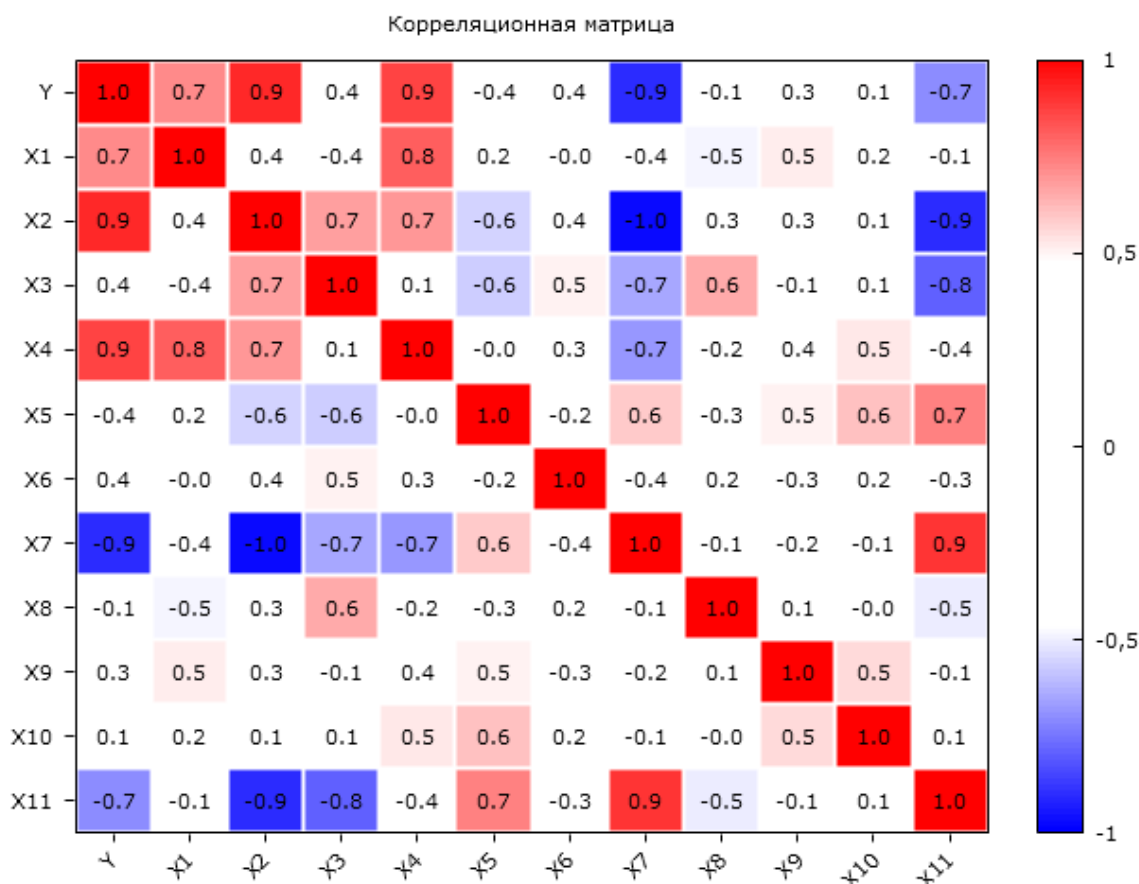 Корреляционная матрица
Y 1.0 0.7 0.9 0.4 0.9 -0.4 0.4 -0.9 -0.1 0.3 0.1 -0.7
X1 0.7 1.0 0.4 -0.4 0.8 0.2 -0.0 -0.4 -0.5 0.5 0.2 -0.1
X2 0.9 0.4 1.0 0.7 0.7 -0.6 0.4 -1.0 0.3 0.3 0.1 -0.9
X3 0.4 -0.4 0.7 1.0 0.1 -0.6 0.5 -0.7 0.6 -0.1 0.1 -0.8
X4 0.9 0.8 0.7 0.1 1.0 -0.0 0.3 -0.7 -0.2 0.4 0.5 -0.4
X5 -0.4 0.2 -0.6 -0.6 -0.0 1.0 -0.2 0.6 -0.3 0.5 0.6 0.7
X6 0.4 -0.0 0.4 0.5 0.3 -0.2 1.0 -0.4 0.2 -0.3 0.2 -0.3
X7 -0.9 -0.4 -1.0 -0.7 -0.7 0.6 -0.4 1.0 -0.1 -0.2 -0.1 0.9
X8 -0.1 -0.5 0.3 0.6 -0.2 -0.3 0.2 -0.1 1.0 0.1 -0.0 -0.5
X9 0.3 0.5 0.3 -0.1 0.4 0.5 -0.3 -0.2 0.1 1.0 0.5 -0.1
X10 0.1 0.2 0.1 0.1 0.5 0.6 0.2 -0.1 -0.0 0.5 1.0 0.1
X11 -0.7 -0.1 -0.9 -0.8 -0.4 0.7 -0.3 0.9 -0.5 -0.1 0.1 1.0
Y X1 X2 X3 X4 X5 X6 X7 X8 X9 X10 X11
1
0,5
0
-0,5
-1